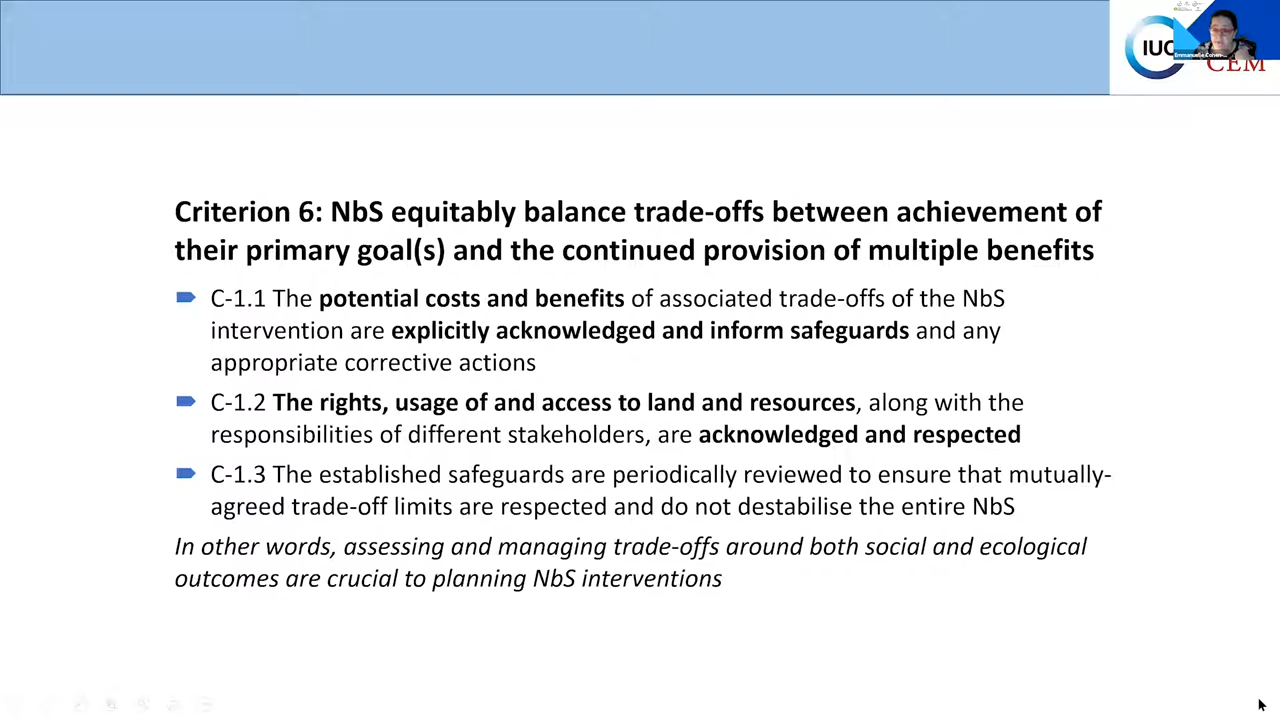 IUC
Emmanuelle Cohen-...
CEM
Criterion 6: NbS equitably balance trade-offs between achievement of
their primary goal(s) and the continued provision of multiple benefits
C-1.1 The potential costs and benefits of associated trade-offs of the NbS
intervention are explicitly acknowledged and inform safeguards and any
appropriate corrective actions
C-1.2 The rights, usage of and access to land and resources, along with the
responsibilities of different stakeholders, are acknowledged and respected
C-1.3 The established safeguards are periodically reviewed to ensure that mutually-
agreed trade-off limits are respected and do not destabilise the entire NbS
In other words, assessing and managing trade-offs around both social and ecological
outcomes are crucial to planning NbS interventions